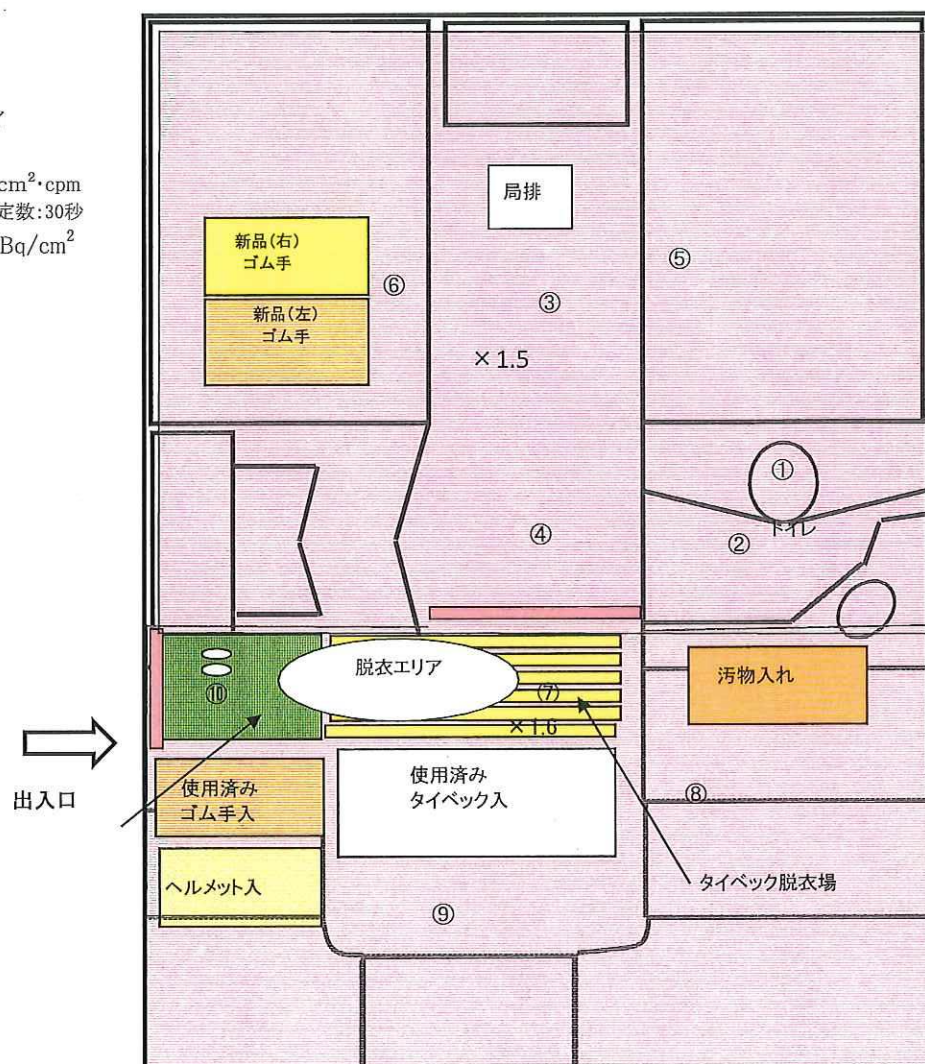 cm²·cpm
定数:30秒
Bq/cm²
局排
新品(右)
ゴム手
新品(左)
ゴム手
⑥
③
⑤
×1.5
①
トイレ
④
②
脱衣エリア
汚物入れ
⑩
⑦
×1.6
出入口
使用済み
ゴム手入
使用済み
タイベック入
⑧
ヘルメット入
タイベック脱衣場
⑨